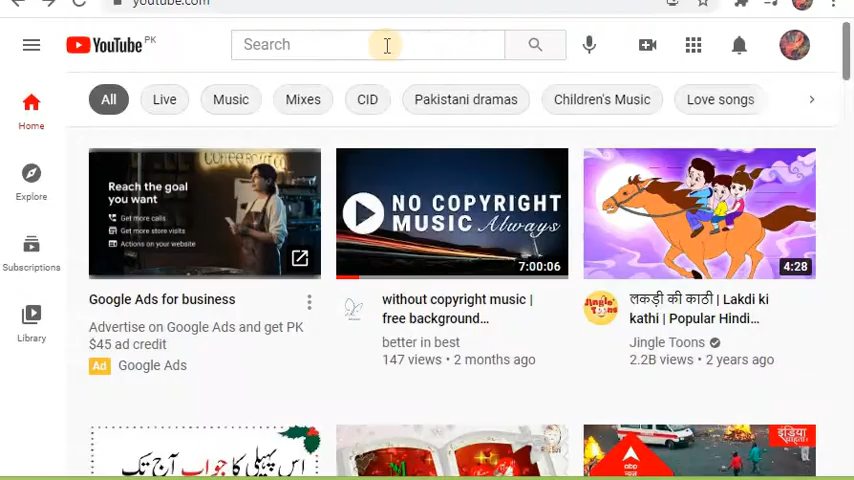 youtube.com
YouTube PK
Search
All
Live
Music
Mixes
CID
Pakistani dramas
Children's Music
Love songs
Home
Explore
Subscriptions
Library
Reach the goal
you want
Get more calls
Get more store visits
Actions on your website
NO COPYRIGHT
MUSIC Always
7:00:06
4:28
Google Ads for business
Advertise on Google Ads and get PK
$45 ad credit
Ad Google Ads
without copyright music |
free background...
better in best
147 views • 2 months ago
Jingle Toons
लकड़ी की काठी | Lakdi ki
kathi | Popular Hindi...
Jingle Toons
2.2B views • 2 years ago
اس پہیلی کا جواب آج تک
M
abp
इंडिया